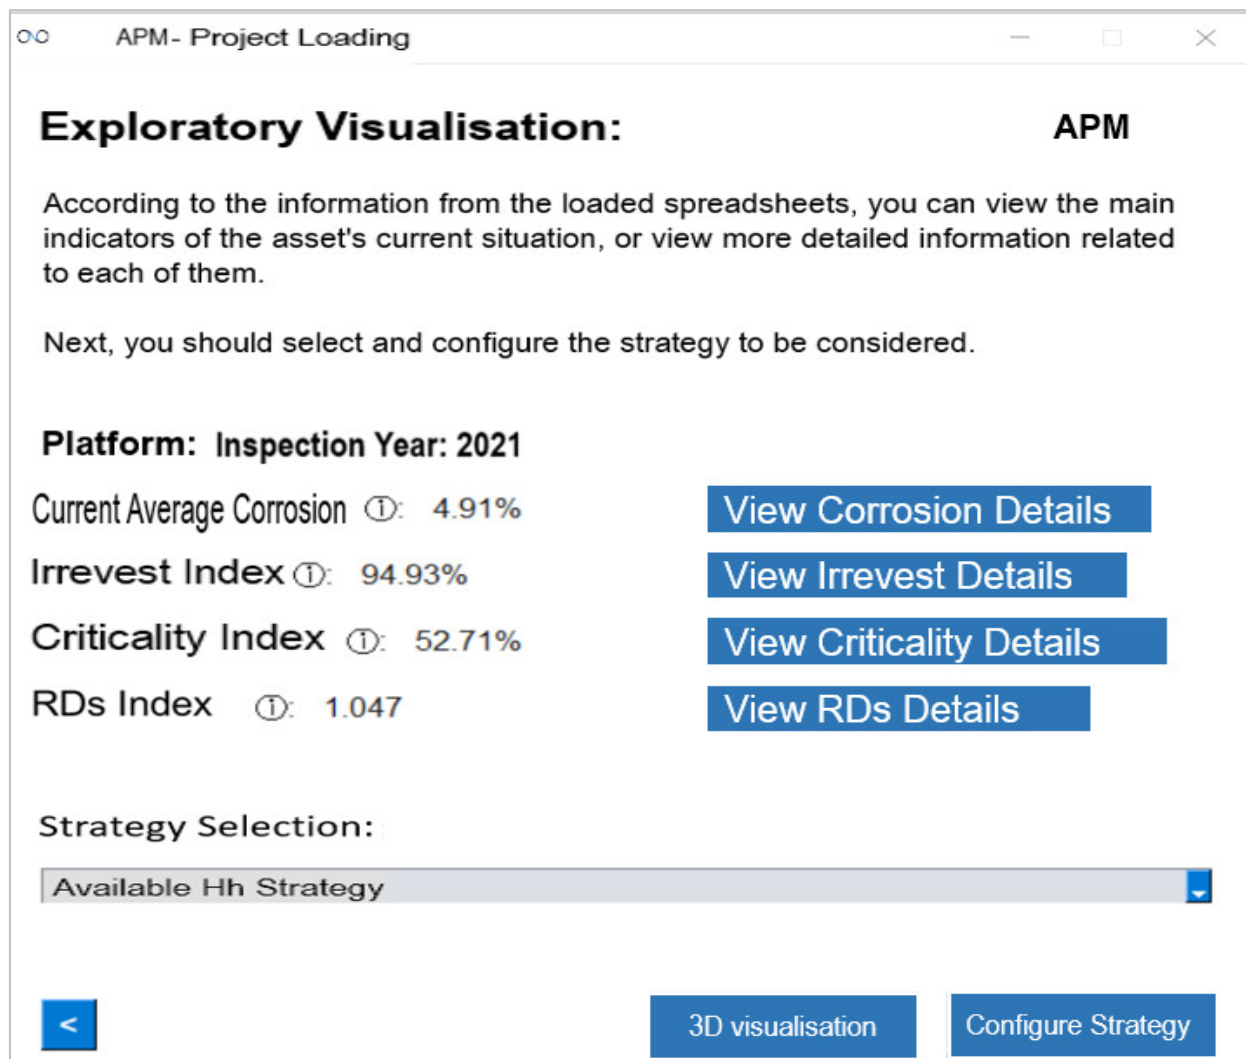 APM- Project Loading
Exploratory Visualisation:
APM
According to the information from the loaded spreadsheets, you can view the main
indicators of the asset's current situation, or view more detailed information related
to each of them.
Next, you should select and configure the strategy to be considered.
Platform: Inspection Year: 2021
Current Average Corrosion ⓘ: 4.91%
View Corrosion Details
Irrevest Index ⓘ: 94.93%
View Irrevest Details
Criticality Index ⓘ: 52.71%
View Criticality Details
RDs Index ⓘ: 1.047
View RDs Details
Strategy Selection:
Available Hh Strategy
<
3D visualisation
Configure Strategy